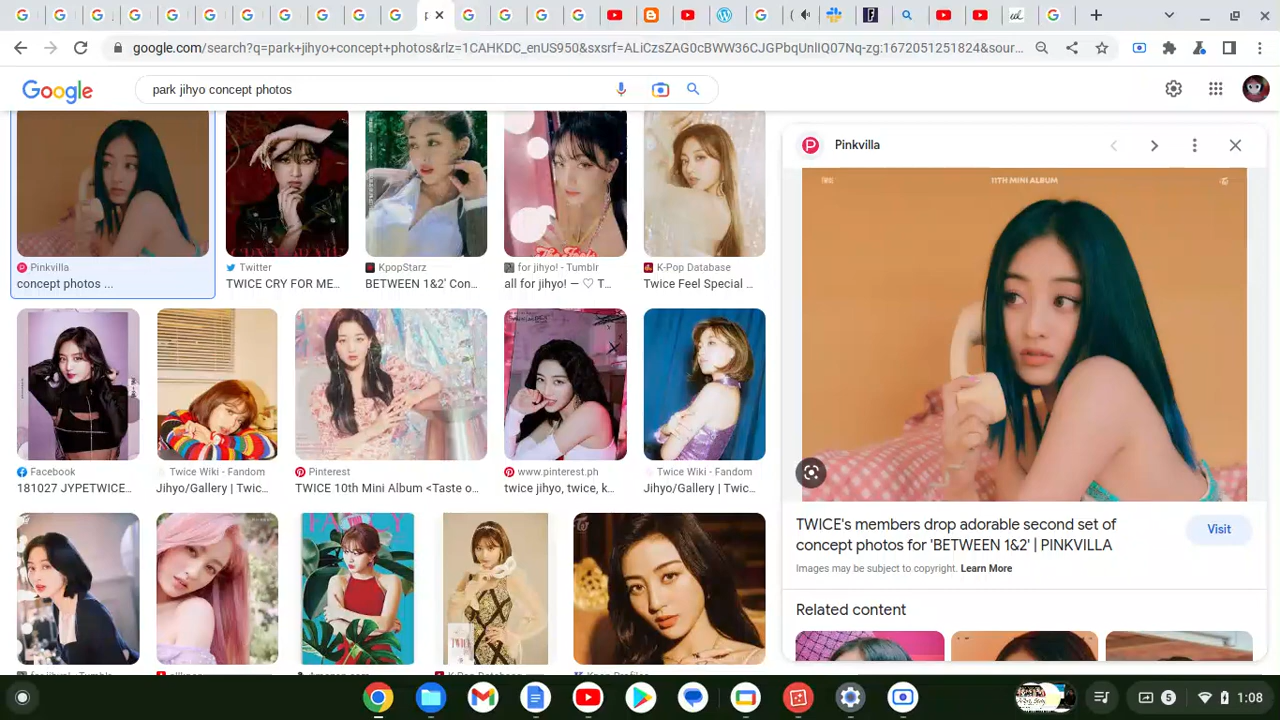 google.com/search?q=park+jihyo+concept+photos&rlz=1CAHKDC_enUS950&sxsrf=ALiCzsZAG0cBWW36CJGPbqUnIIQ07Nq-zg:1672051251824&sour...
Google
park jihyo concept photos
Pinkvilla
concept photos ...
Twitter
TWICE CRY FOR ME...
KpopStarz
BETWEEN 1&2' Con...
for jihyo! - Tumblr
all for jihyo! — ♡ T...
K-Pop Database
Twice Feel Special ...
Facebook
181027 JYPETWICE...
Twice Wiki - Fandom
Jihyo/Gallery | Twic...
Pinterest
TWICE 10th Mini Album <Taste o...
www.pinterest.ph
twice jihyo, twice, k...
Twice Wiki - Fandom
Jihyo/Gallery | Twic...
Pinkvilla
11TH MINI ALBUM
TWICE's members drop adorable second set of
concept photos for 'BETWEEN 1&2' | PINKVILLA
Visit
Images may be subject to copyright. Learn More
Related content
5
1:08